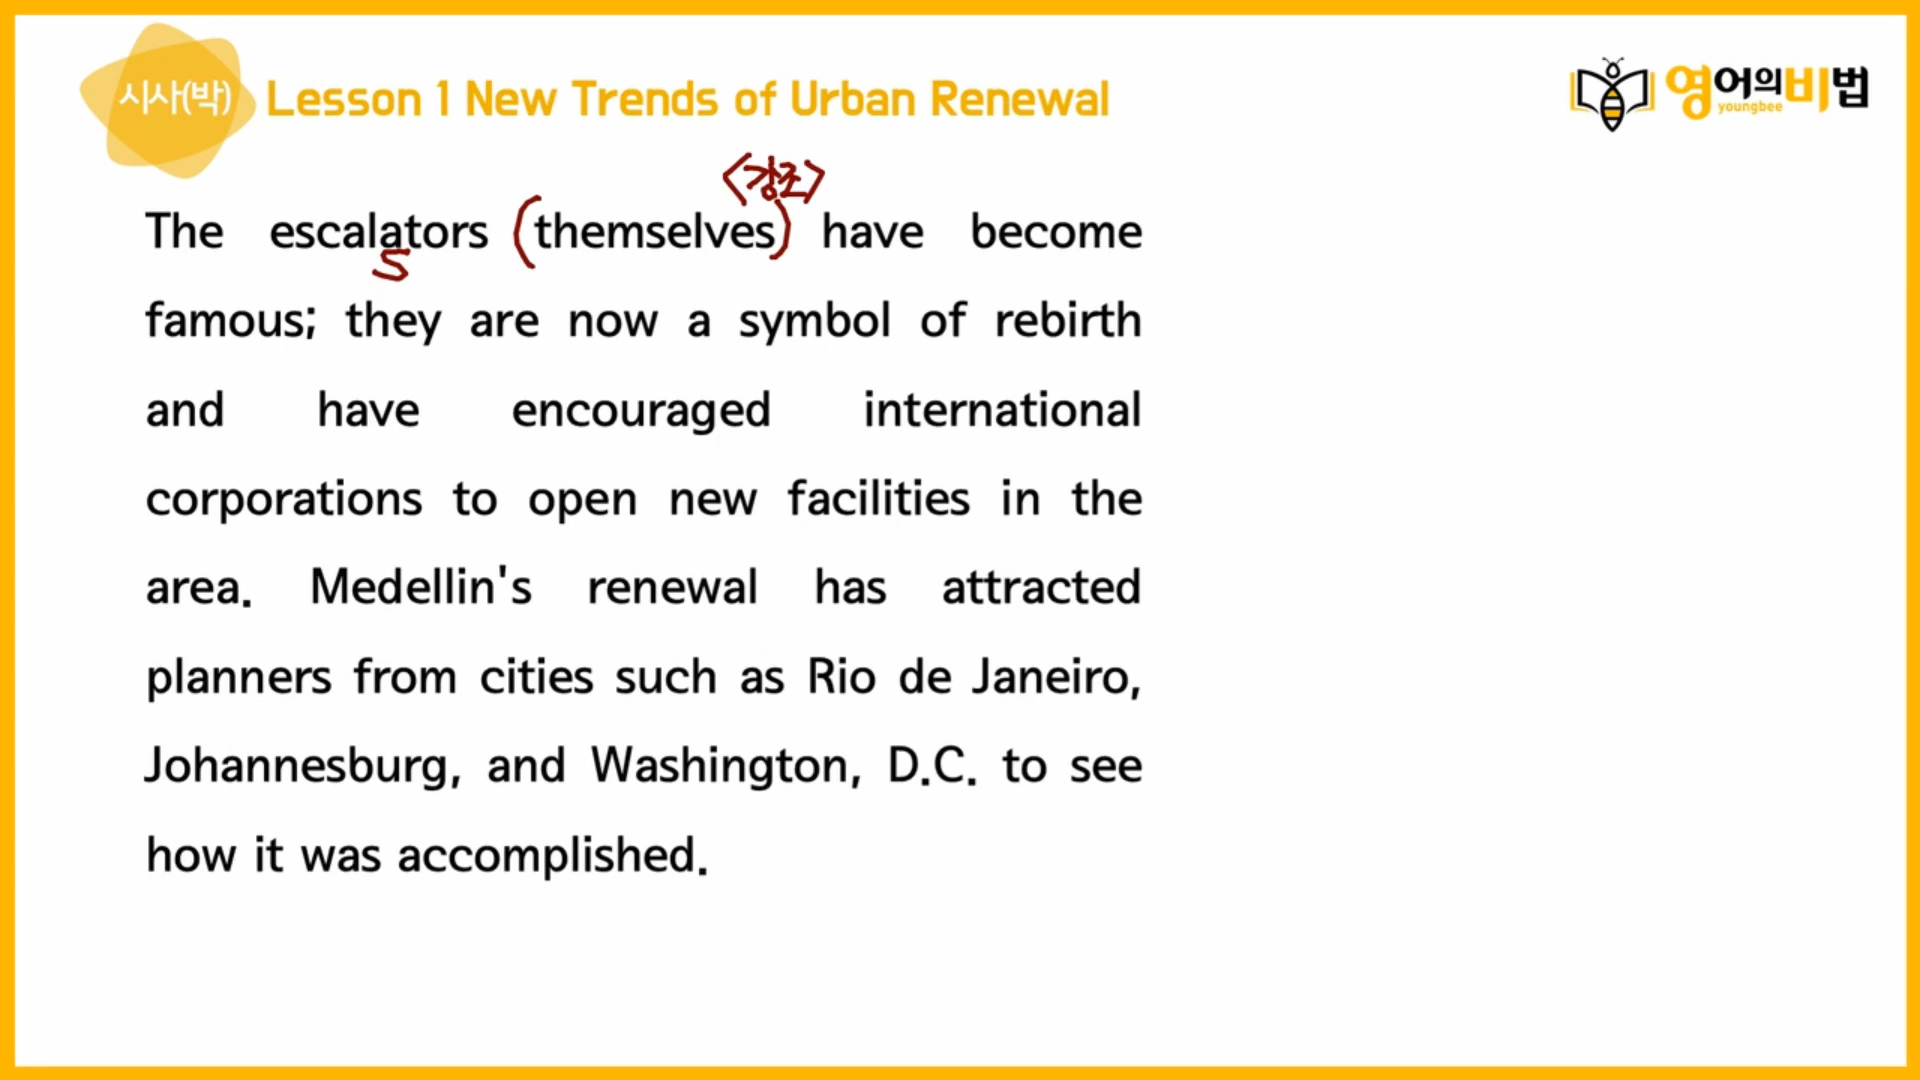 시사(박)
Lesson 1 New Trends of Urban Renewal
영어의비법
youngbee
<강조>
The escalators (themselves) have become
S
famous; they are now a symbol of rebirth
and have encouraged international
corporations to open new facilities in the
area. Medellin's renewal has attracted
planners from cities such as Rio de Janeiro,
Johannesburg, and Washington, D.C. to see
how it was accomplished.